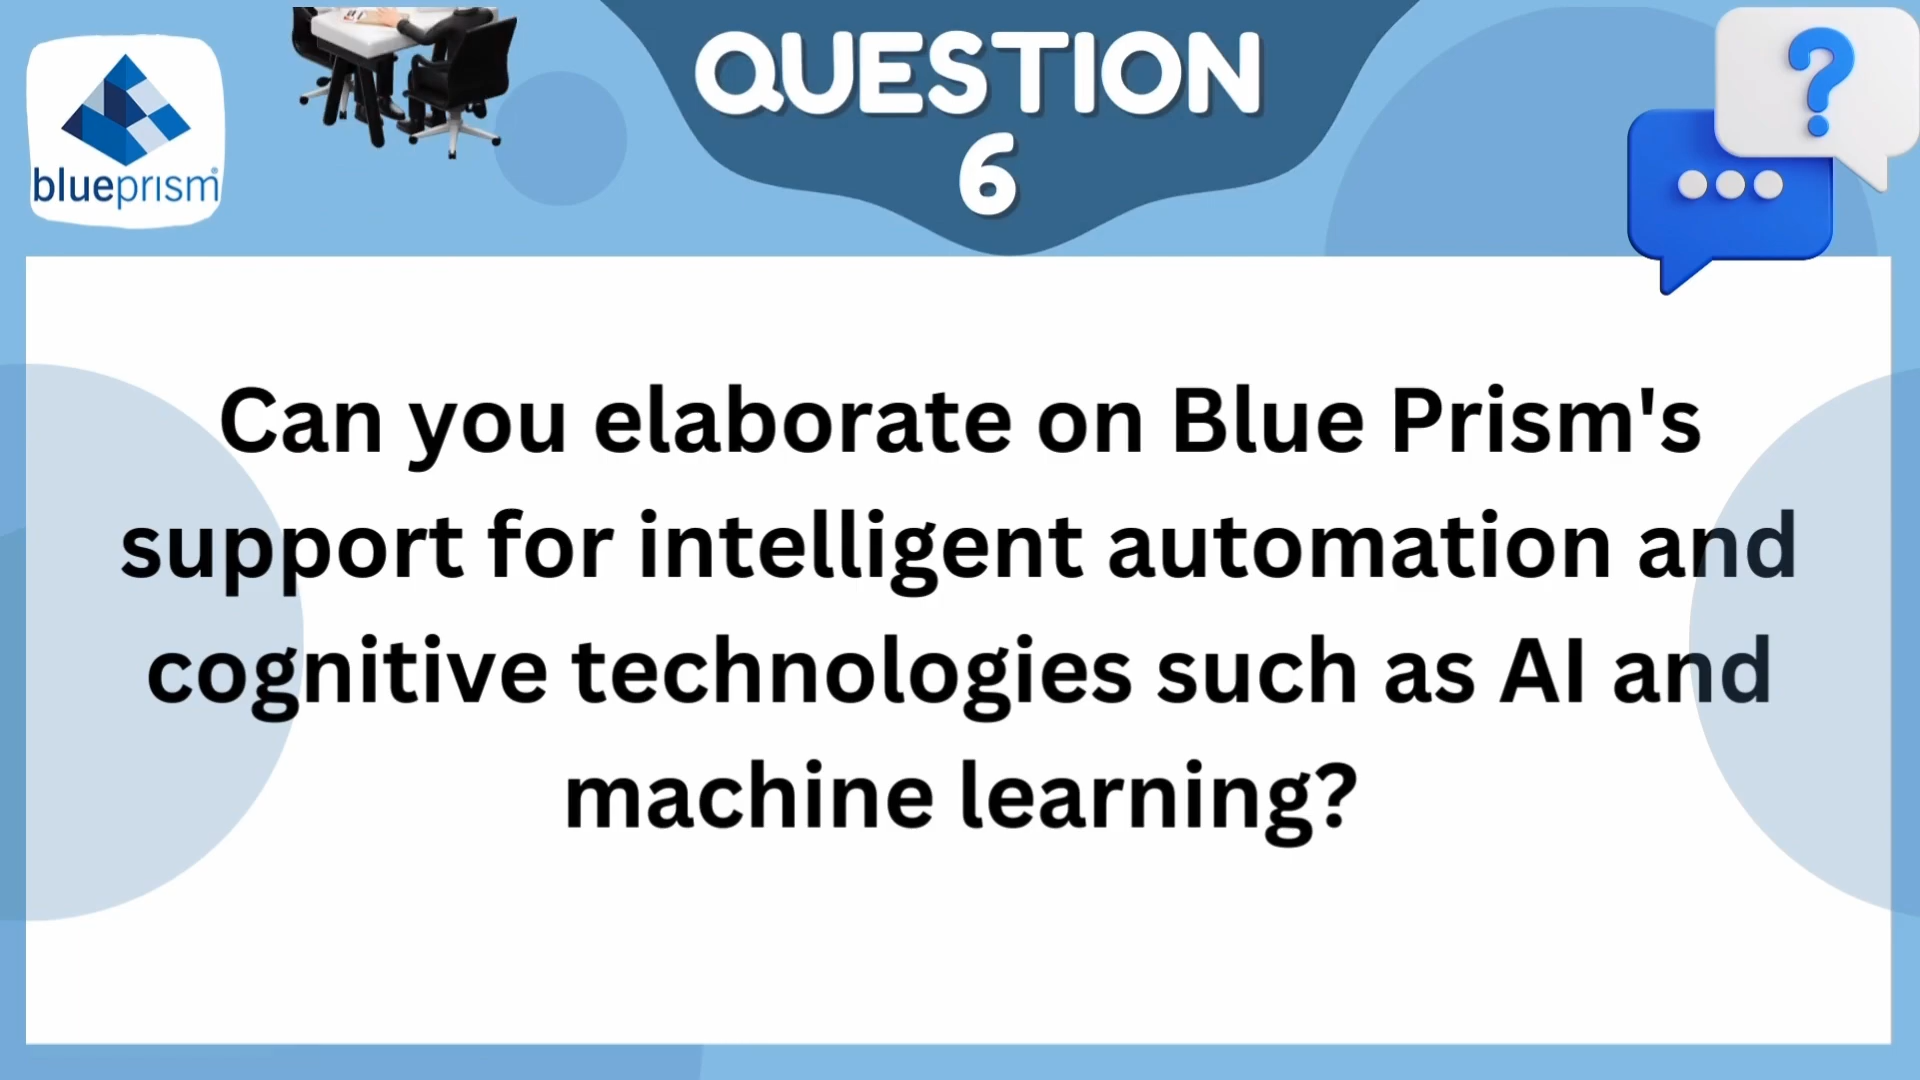 QUESTION
6
?
blueprism®
Can you elaborate on Blue Prism's
support for intelligent automation and
cognitive technologies such as AI and
machine learning?